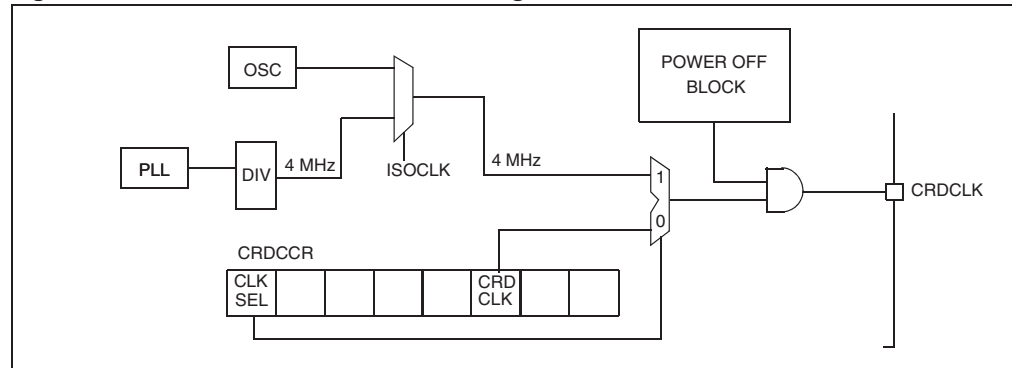 OSC
POWER OFF
BLOCK
PLL
DIV
4 MHz
ISOCLK
4 MHz
1
0
CRDCLK
CRDCCR
CLK
SEL
CRD
CLK